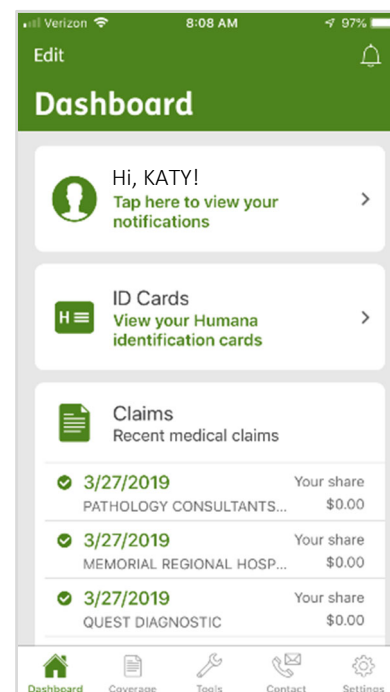 Verizon 8:08 AM 97%
Edit
Dashboard
Hi, KATY!
Tap here to view your
notifications
ID Cards
H
View your Humana
identification cards
Claims
Recent medical claims
3/27/2019 Your share
PATHOLOGY CONSULTANTS... $0.00
3/27/2019 Your share
MEMORIAL REGIONAL HOSP... $0.00
3/27/2019 Your share
QUEST DIAGNOSTIC $0.00
Dashboard Coverage Tools Contact Settings